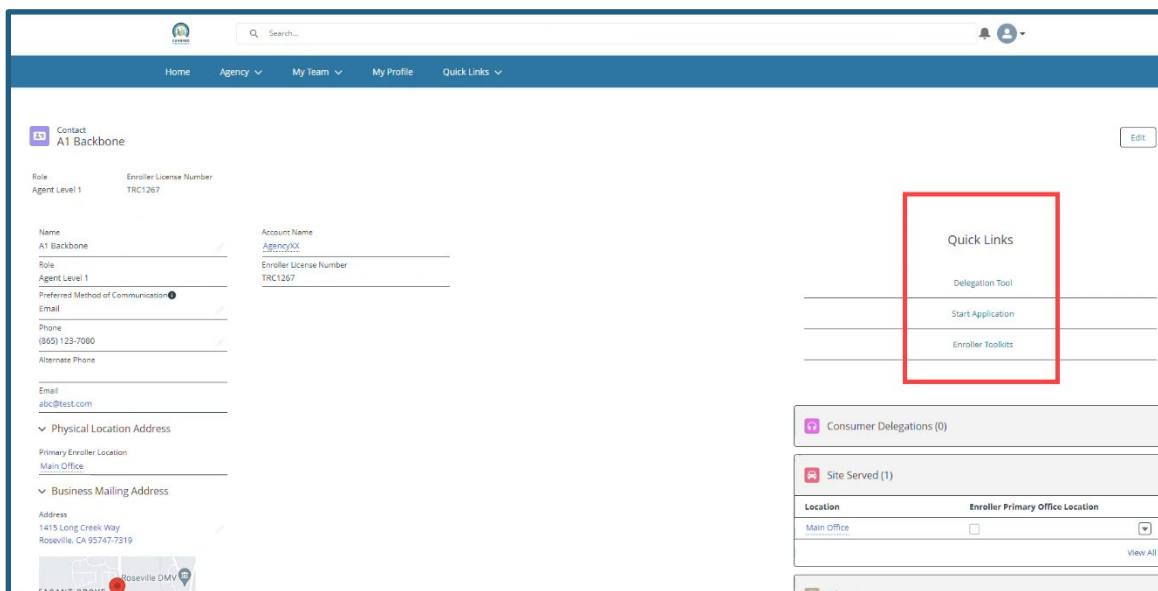 COVERED
Search...
Home Agency My Team My Profile Quick Links
Contact
A1 Backbone
Edit
Role Enroller License Number
Agent Level 1 TRC1267
Name
A1 Backbone
Role
Agent Level 1
Preferred Method of Communication
Email
Phone
(865) 123-7080
Alternate Phone
Email
abc@test.com
Physical Location Address
Primary Enroller Location
Main Office
Business Mailing Address
Address
1415 Long Creek Way
Roseville, CA 95747-7319
Roseville DMV
Account Name
AgencyXX
Enroller License Number
TRC1267
Quick Links
Delegation Tool
Start Application
Enroller Toolkits
Consumer Delegations (0)
Site Served (1)
Location Enroller Primary Office Location
Main Office
View All